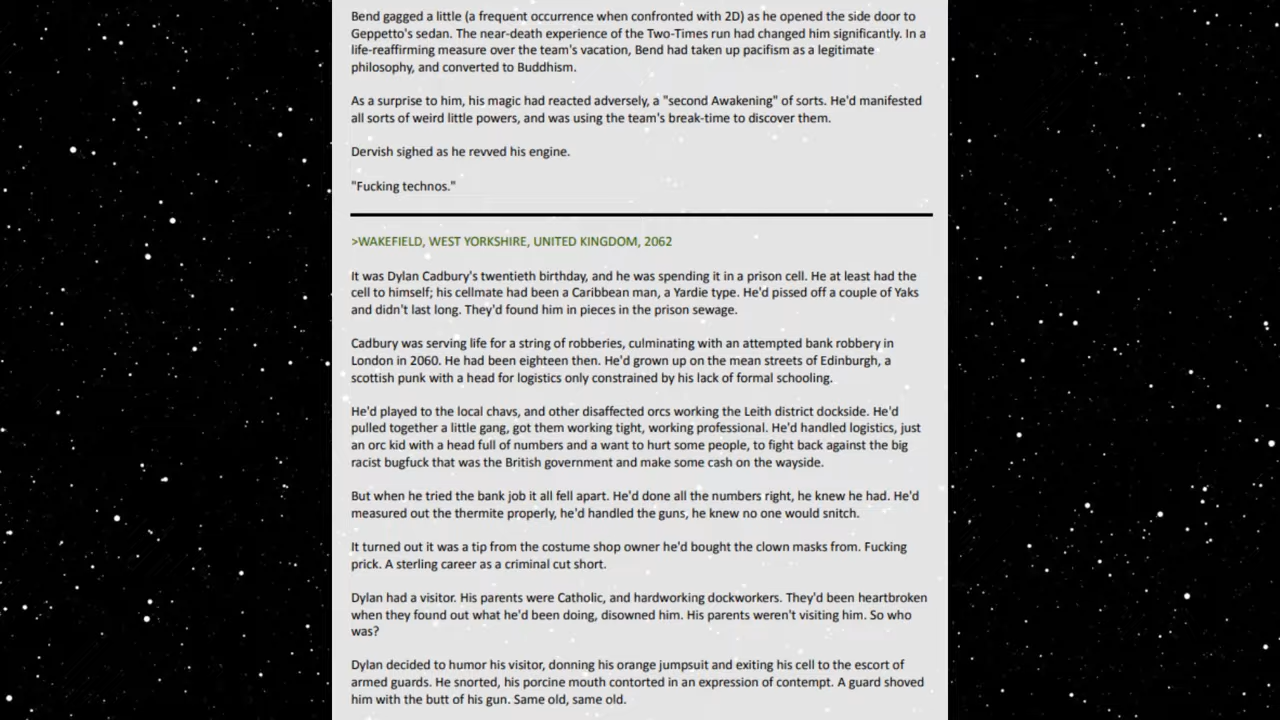 Bend gagged a little (a frequent occurrence when confronted with 2D) as he opened the side door to
Geppetto's sedan. The near-death experience of the Two-Times run had changed him significantly. In a
life-reaffirming measure over the team's vacation, Bend had taken up pacifism as a legitimate
philosophy, and converted to Buddhism.
As a surprise to him, his magic had reacted adversely, a "second Awakening" of sorts. He'd manifested
all sorts of weird little powers, and was using the team's break-time to discover them.
Dervish sighed as he revved his engine.
"Fucking technos."
>WAKEFIELD, WEST YORKSHIRE, UNITED KINGDOM, 2062
It was Dylan Cadbury's twentieth birthday, and he was spending it in a prison cell. He at least had the
cell to himself; his cellmate had been a Caribbean man, a Yardie type. He'd pissed off a couple of Yaks
and didn't last long. They'd found him in pieces in the prison sewage.
Cadbury was serving life for a string of robberies, culminating with an attempted bank robbery in
London in 2060. He had been eighteen then. He'd grown up on the mean streets of Edinburgh, a
scottish punk with a head for logistics only constrained by his lack of formal schooling.
He'd played to the local chavs, and other disaffected orcs working the Leith district dockside. He'd
pulled together a little gang, got them working tight, working professional. He'd handled logistics, just
an orc kid with a head full of numbers and a want to hurt some people, to fight back against the big
racist bugfuck that was the British government and make some cash on the wayside.
But when he tried the bank job it all fell apart. He'd done all the numbers right, he knew he had. He'd
measured out the thermite properly, he'd handled the guns, he knew no one would snitch.
It turned out it was a tip from the costume shop owner he'd bought the clown masks from. Fucking
prick. A sterling career as a criminal cut short.
Dylan had a visitor. His parents were Catholic, and hardworking dockworkers. They'd been heartbroken
when they found out what he'd been doing, disowned him. His parents weren't visiting him. So who
was?
Dylan decided to humor his visitor, donning his orange jumpsuit and exiting his cell to the escort of
armed guards. He snorted, his porcine mouth contorted in an expression of contempt. A guard shoved
him with the butt of his gun. Same old, same old.